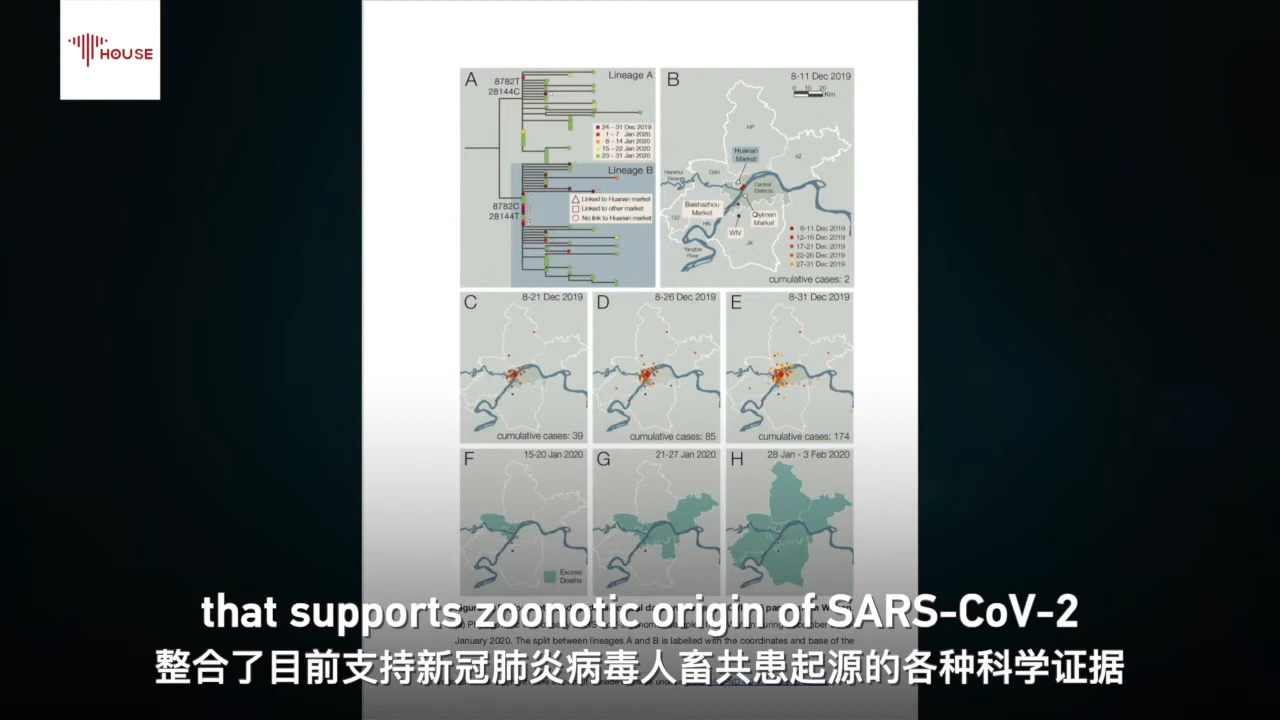 HOUSE
A
Lineage A
8782T
28144C
24 – 31 Dec 2019
1 – 7 Jan 2020
8 – 14 Jan 2020
15 – 22 Jan 2020
23 – 31 Jan 2020
Lineage B
Linked to Huanan market
Linked to other market
No link to Huanan market
8782C
28144T
B
8-11 Dec 2019
0 10 20
Km
HP
XZ
Huanan
Market
DXH
Central
Districts
Baishazhou
Market
Qiyimen
Market
CD
HN
WIV
JX
Yangtze
River
8-11 Dec 2019
12-16 Dec 2019
17-21 Dec 2019
22-26 Dec 2019
27-31 Dec 2019
cumulative cases: 2
C
8-21 Dec 2019
cumulative cases: 39
D
8-26 Dec 2019
cumulative cases: 85
E
8-31 Dec 2019
cumulative cases: 174
F
15-20 Jan 2020
Excess
Deaths
G
21-27 Jan 2020
H
28 Jan - 3 Feb 2020
January 2020. The split between lineages A and B is labelled with the coordinates and base of the
that supports zoonotic origin of SARS-CoV-2
整合了目前支持新冠肺炎病毒人畜共患起源的各种科学证据